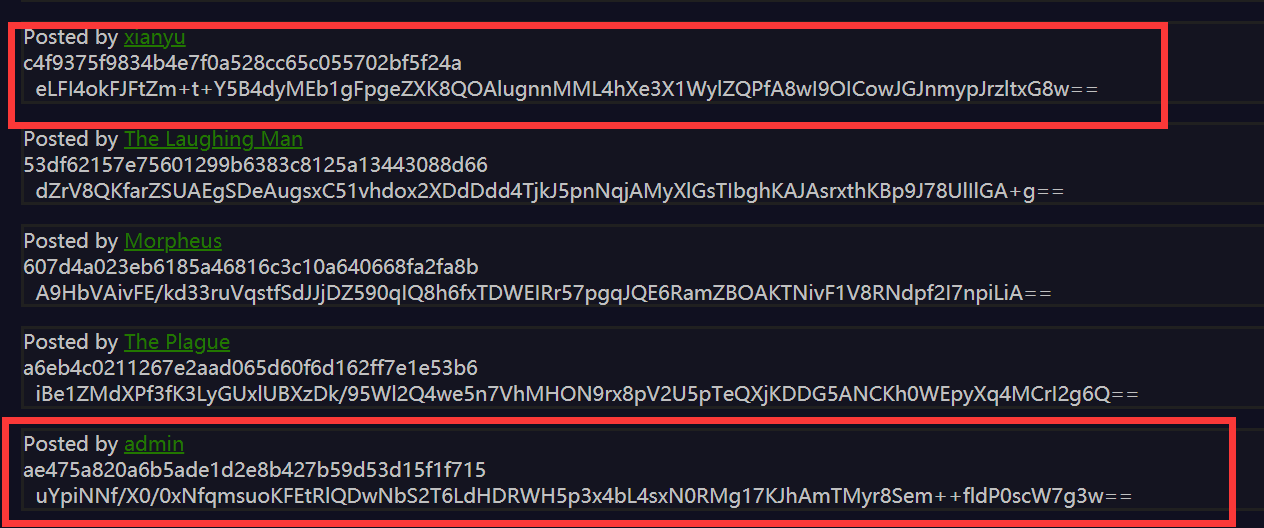 Posted by xianyu
c4f9375f9834b4e7f0a528cc65c055702bf5f24a
eLFI4okFJFtZm+t+Y5B4dyMEb1gFpgeZXK8QOAlugnnMML4hXe3X1WylZQPfA8wI9OICowJGJnmypJrzltxG8w==
Posted by The Laughing Man
53df62157e75601299b6383c8125a13443088d66
dZrV8QKfarZSUAEgSDeAugsxC51vhdox2XDdDdd4TjkJ5pnNqjAMyXlGsTIbghKAJAsrxthKBp9J78UlIlGA+g==
Posted by Morpheus
607d4a023eb6185a46816c3c10a640668fa2fa8b
A9HbVAivFE/kd33ruVqstfSdJJjDZ590qIQ8h6fxTDWEIRr57pgqJQE6RamZBOAKTNivF1V8RNdpf2I7npiLiA==
Posted by The Plague
a6eb4c0211267e2aad065d60f6d162ff7e1e53b6
iBe1ZMdXPf3fK3LyGUxlUBXzDk/95Wl2Q4we5n7VhMHON9rx8pV2U5pTeQXjKDDG5ANCKh0WEpyXq4MCrI2g6Q==
Posted by admin
ae475a820a6b5ade1d2e8b427b59d53d15f1f715
uYpiNNf/X0/0xNfqmsuoKFEtRlQDwNbS2T6LdHDRWH5p3x4bL4sxN0RMg17KJhAmTMyr8Sem++fldP0scW7g3w==